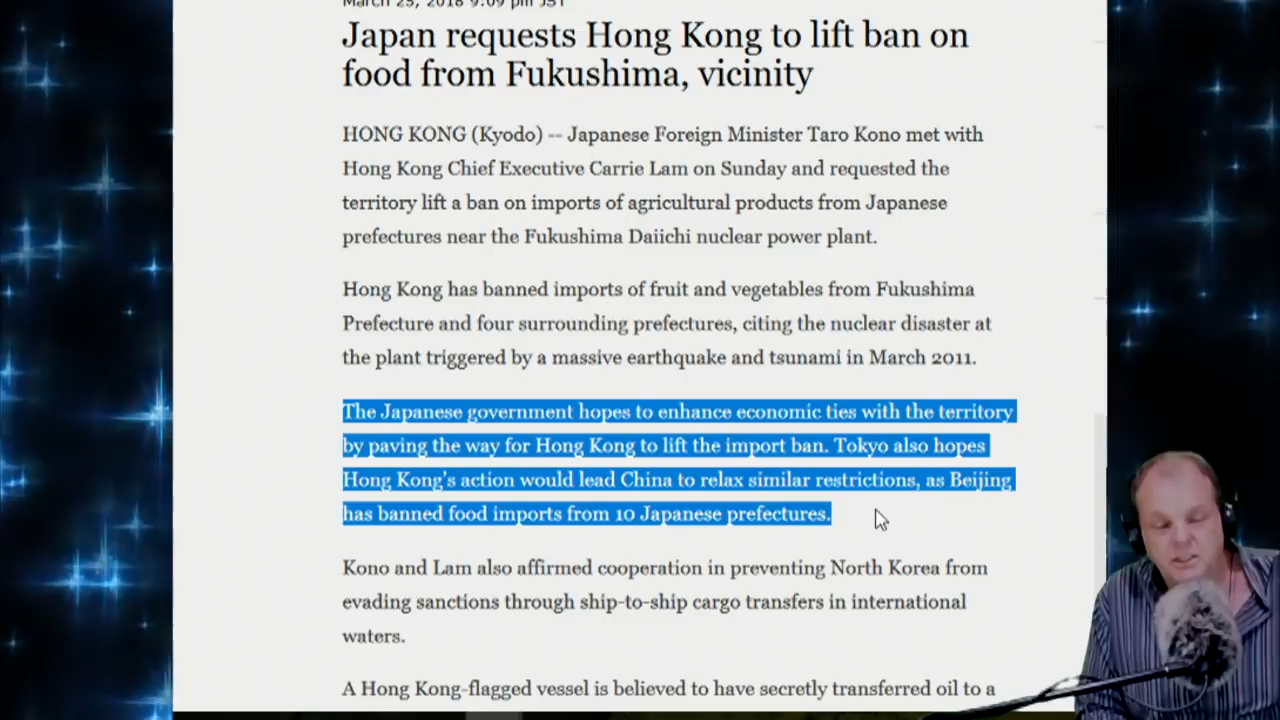 March 25, 2018 9:09 pm JST
Japan requests Hong Kong to lift ban on
food from Fukushima, vicinity
HONG KONG (Kyodo) -- Japanese Foreign Minister Taro Kono met with
Hong Kong Chief Executive Carrie Lam on Sunday and requested the
territory lift a ban on imports of agricultural products from Japanese
prefectures near the Fukushima Daiichi nuclear power plant.
Hong Kong has banned imports of fruit and vegetables from Fukushima
Prefecture and four surrounding prefectures, citing the nuclear disaster at
the plant triggered by a massive earthquake and tsunami in March 2011.
The Japanese government hopes to enhance economic ties with the territory
by paving the way for Hong Kong to lift the import ban. Tokyo also hopes
Hong Kong's action would lead China to relax similar restrictions, as Beijing
has banned food imports from 10 Japanese prefectures.
Kono and Lam also affirmed cooperation in preventing North Korea from
evading sanctions through ship-to-ship cargo transfers in international
waters.
A Hong Kong-flagged vessel is believed to have secretly transferred oil to a